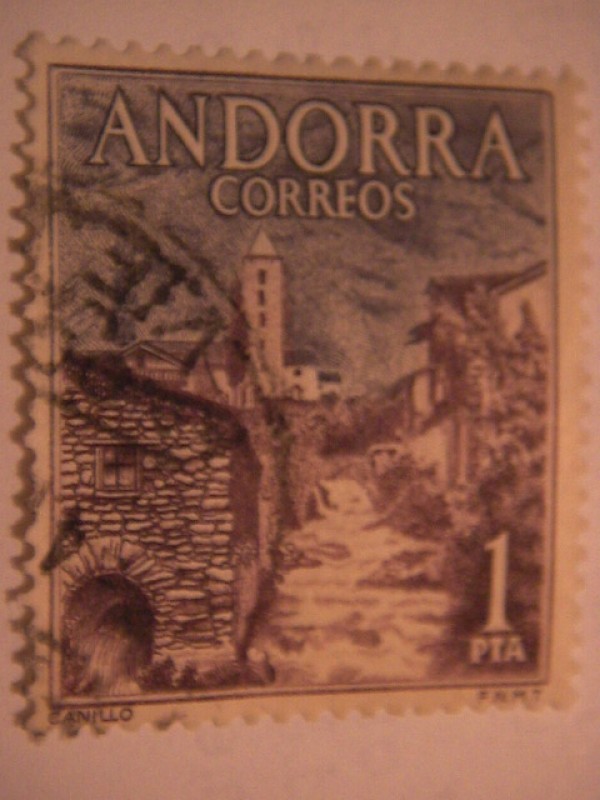 ANDORRA
CORREOS
1
PTA
CANILLO
F.N.M.T